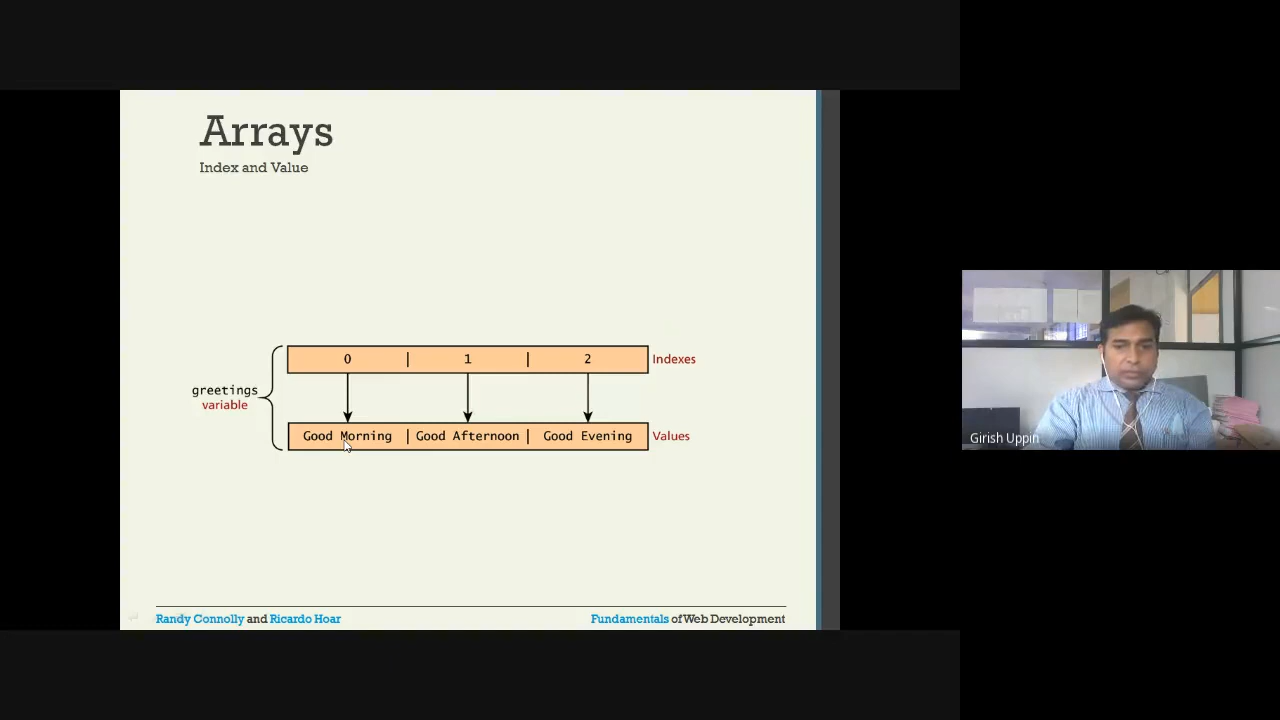 Arrays
Index and Value
0 | 1 | 2 Indexes
greetings
variable
Good Morning | Good Afternoon | Good Evening Values
Randy Connolly and Ricardo Hoar
Fundamentals of Web Development
Girish Uppin